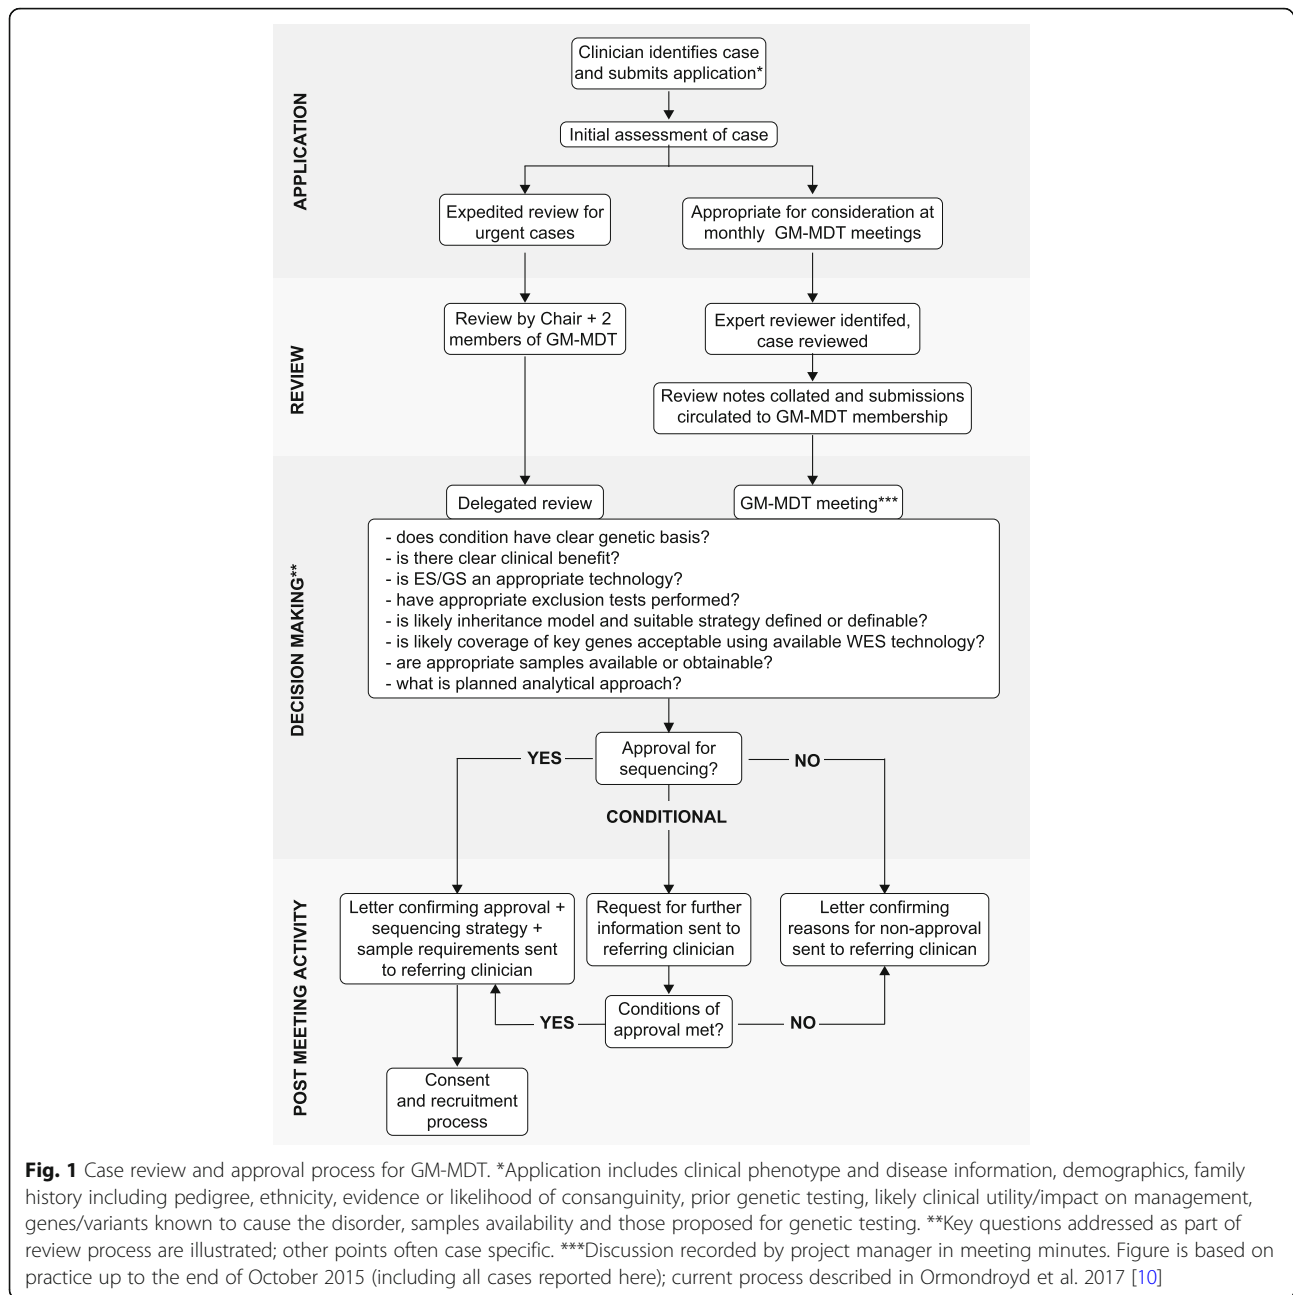 APPLICATION
Clinician identifies case
and submits application*
Initial assessment of case
Expedited review for
urgent cases
Appropriate for consideration at
monthly GM-MDT meetings
REVIEW
Review by Chair + 2
members of GM-MDT
Expert reviewer identifed,
case reviewed
Review notes collated and submissions
circulated to GM-MDT membership
DECISION MAKING**
Delegated review
GM-MDT meeting***
- does condition have clear genetic basis?
- is there clear clinical benefit?
- is ES/GS an appropriate technology?
- have appropriate exclusion tests performed?
- is likely inheritance model and suitable strategy defined or definable?
- is likely coverage of key genes acceptable using available WES technology?
- are appropriate samples available or obtainable?
- what is planned analytical approach?
Approval for
sequencing?
YES
NO
CONDITIONAL
POST MEETING ACTIVITY
Letter confirming approval +
sequencing strategy +
sample requirements sent
to referring clinician
Request for further
information sent to
referring clinician
Letter confirming
reasons for non-approval
sent to referring clinican
Conditions of
approval met?
YES
NO
Consent
and recruitment
process
Fig. 1 Case review and approval process for GM-MDT. *Application includes clinical phenotype and disease information, demographics, family
history including pedigree, ethnicity, evidence or likelihood of consanguinity, prior genetic testing, likely clinical utility/impact on management,
genes/variants known to cause the disorder, samples availability and those proposed for genetic testing. **Key questions addressed as part of
review process are illustrated; other points often case specific. ***Discussion recorded by project manager in meeting minutes. Figure is based on
practice up to the end of October 2015 (including all cases reported here); current process described in Ormondroyd et al. 2017 [10]